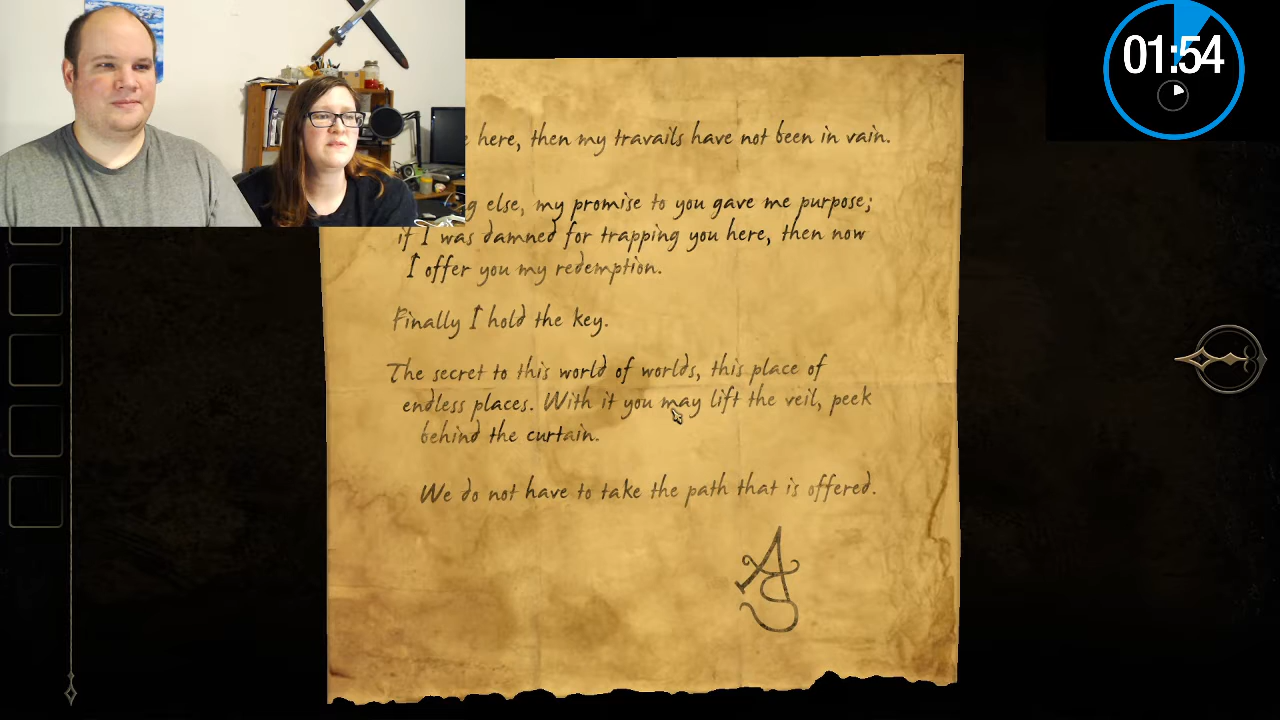 01:54
here, then my travails have not been in vain.
else, my promise to you gave me purpose;
if I was damned for trapping you here, then now
I offer you my redemption.
Finally I hold the key.
The secret to this world of worlds, this place of
endless places. With it you may lift the veil, peek
behind the curtain.
We do not have to take the path that is offered.
AS